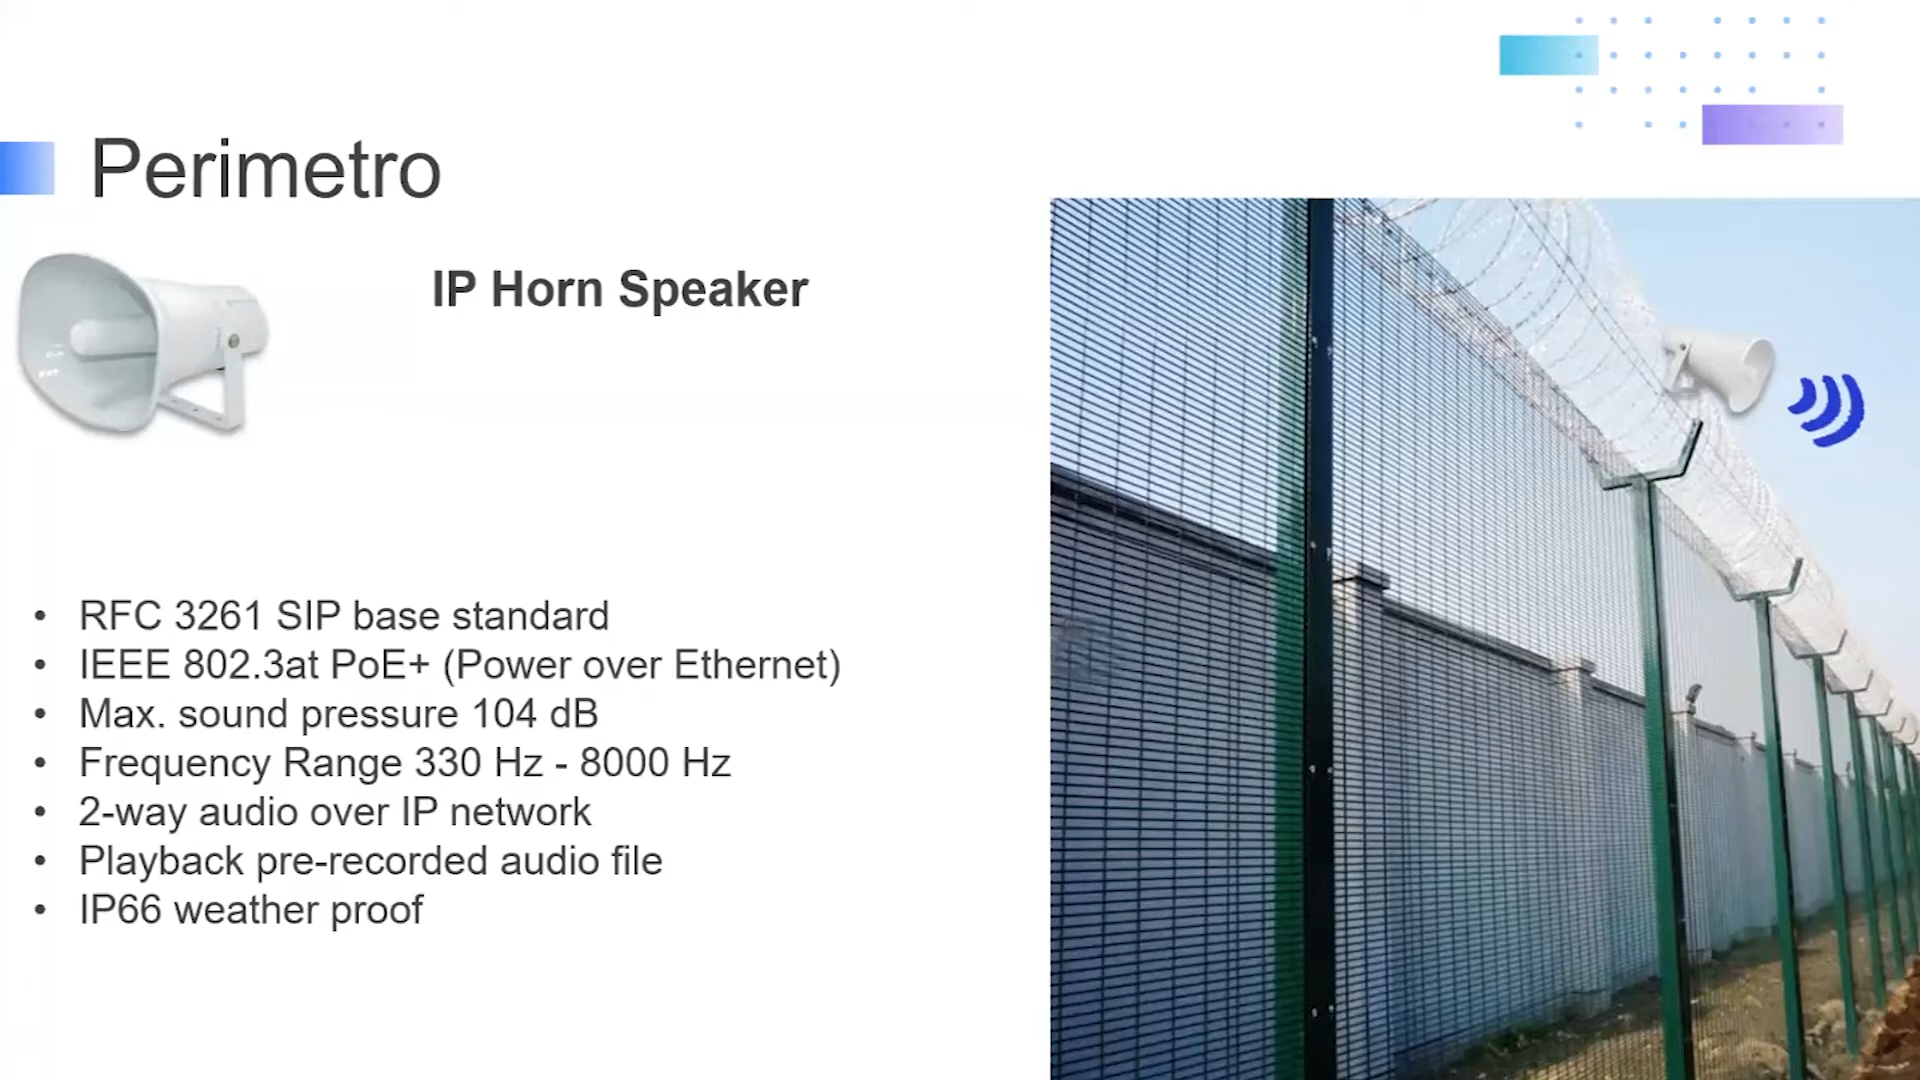 Perimetro
IP Horn Speaker
• RFC 3261 SIP base standard
• IEEE 802.3at PoE+ (Power over Ethernet)
• Max. sound pressure 104 dB
• Frequency Range 330 Hz - 8000 Hz
• 2-way audio over IP network
• Playback pre-recorded audio file
• IP66 weather proof